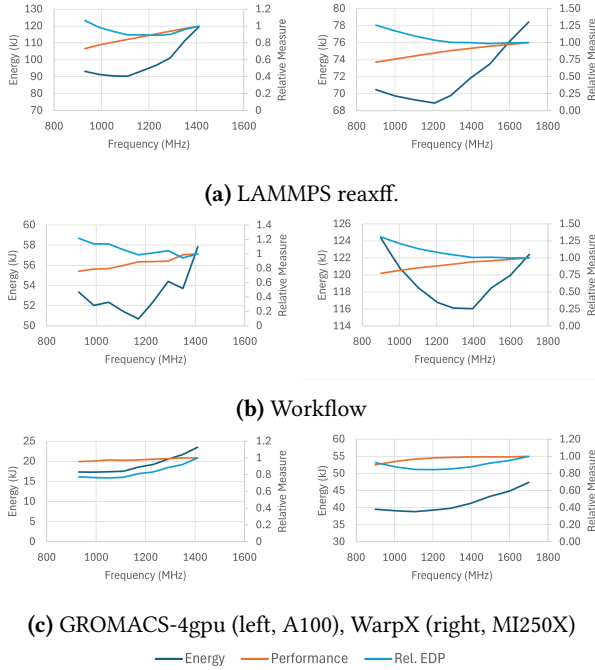 130
120
110
100
90
80
70
Energy (kJ)
1.2
1
0.8
0.6
0.4
0.2
0
Relative Measure
800 1000 1200 1400 1600
Frequency (MHz)
80
78
76
74
72
70
68
Energy (kJ)
1.50
1.25
1.00
0.75
0.50
0.25
0.00
Relative Measure
800 1000 1200 1400 1600 1800
Frequency (MHz)
(a) LAMMPS reaxff.
60
58
56
54
52
50
Energy (kJ)
1.4
1.2
1
0.8
0.6
0.4
0.2
0
Relative Measure
800 1000 1200 1400 1600
Frequency (MHz)
126
124
122
120
118
116
114
Energy (kJ)
1.50
1.25
1.00
0.75
0.50
0.25
0.00
Relative Measure
800 1000 1200 1400 1600 1800
Frequency (MHz)
(b) Workflow
25
20
15
10
5
0
Energy (kJ)
1.2
1
0.8
0.6
0.4
0.2
0
Relative Measure
800 1000 1200 1400 1600
Frequency (MHz)
60
55
50
45
40
35
30
Energy (kJ)
1.20
1.00
0.80
0.60
0.40
0.20
0.00
Relative Measure
800 1000 1200 1400 1600 1800
Frequency (MHz)
(c) GROMACS-4gpu (left, A100), WarpX (right, MI250X)
Energy Performance Rel. EDP